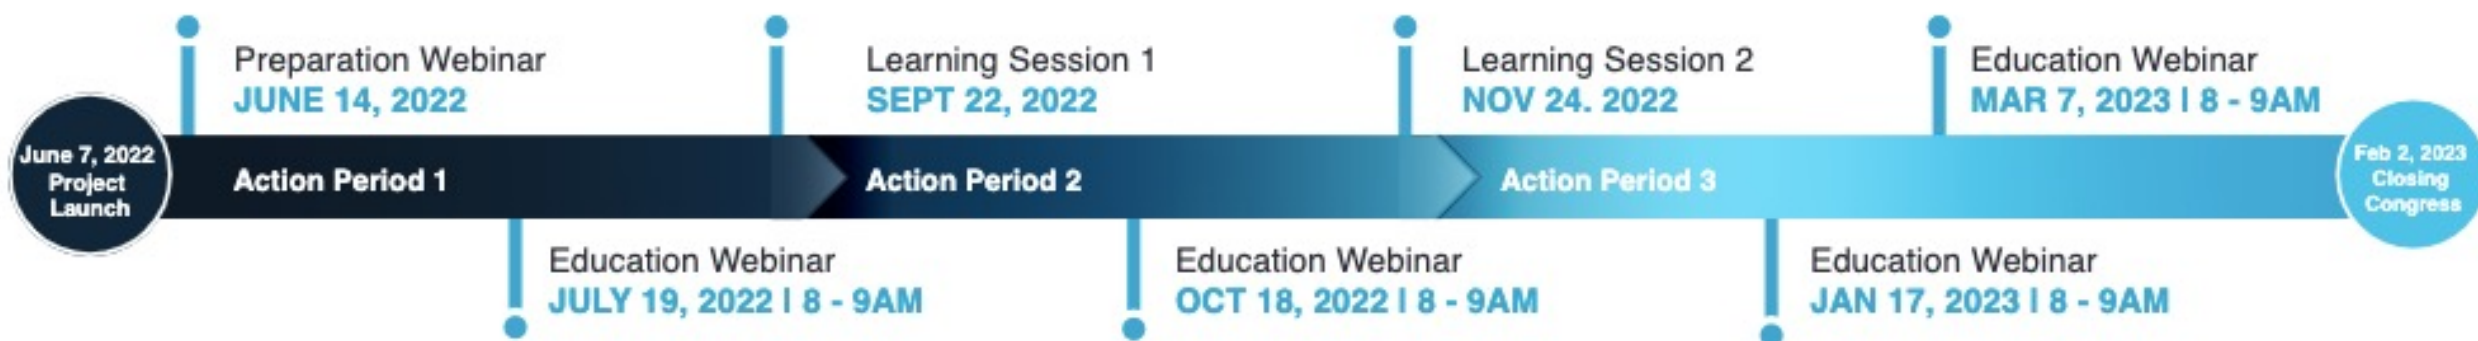 Preparation Webinar
JUNE 14, 2022
Learning Session 1
SEPT 22, 2022
Learning Session 2
NOV 24. 2022
Education Webinar
MAR 7, 2023 | 8 - 9AM
June 7, 2022
Project
Launch
Action Period 1
Action Period 2
Action Period 3
Feb 2, 2023
Closing
Congress
Education Webinar
JULY 19, 2022 | 8 - 9AM
Education Webinar
OCT 18, 2022 | 8 - 9AM
Education Webinar
JAN 17, 2023 | 8 - 9AM